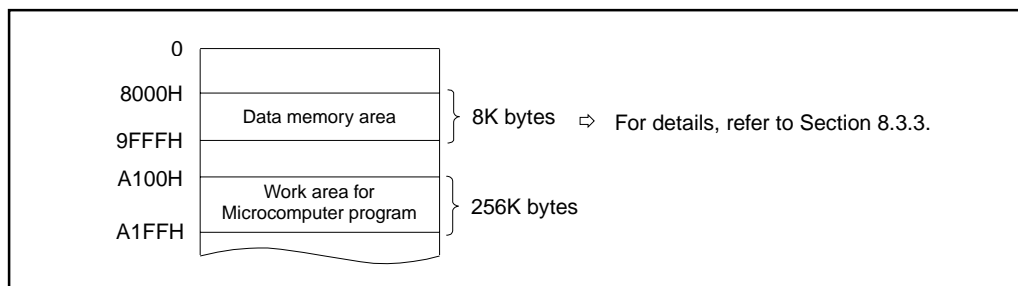 0
8000H
Data memory area
8K bytes ⇨ For details, refer to Section 8.3.3.
9FFFH
A100H
Work area for
Microcomputer program
256K bytes
A1FFH